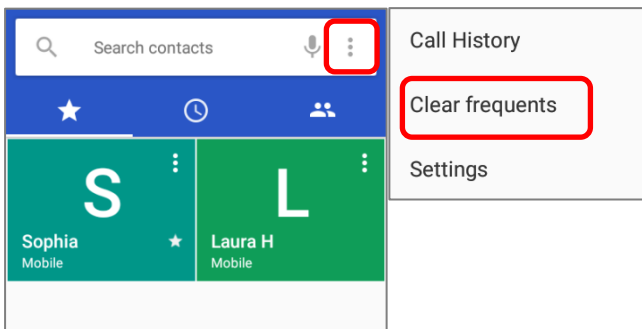 Search contacts
S
Sophia
Mobile
L
Laura H
Mobile
Call History
Clear frequents
Settings